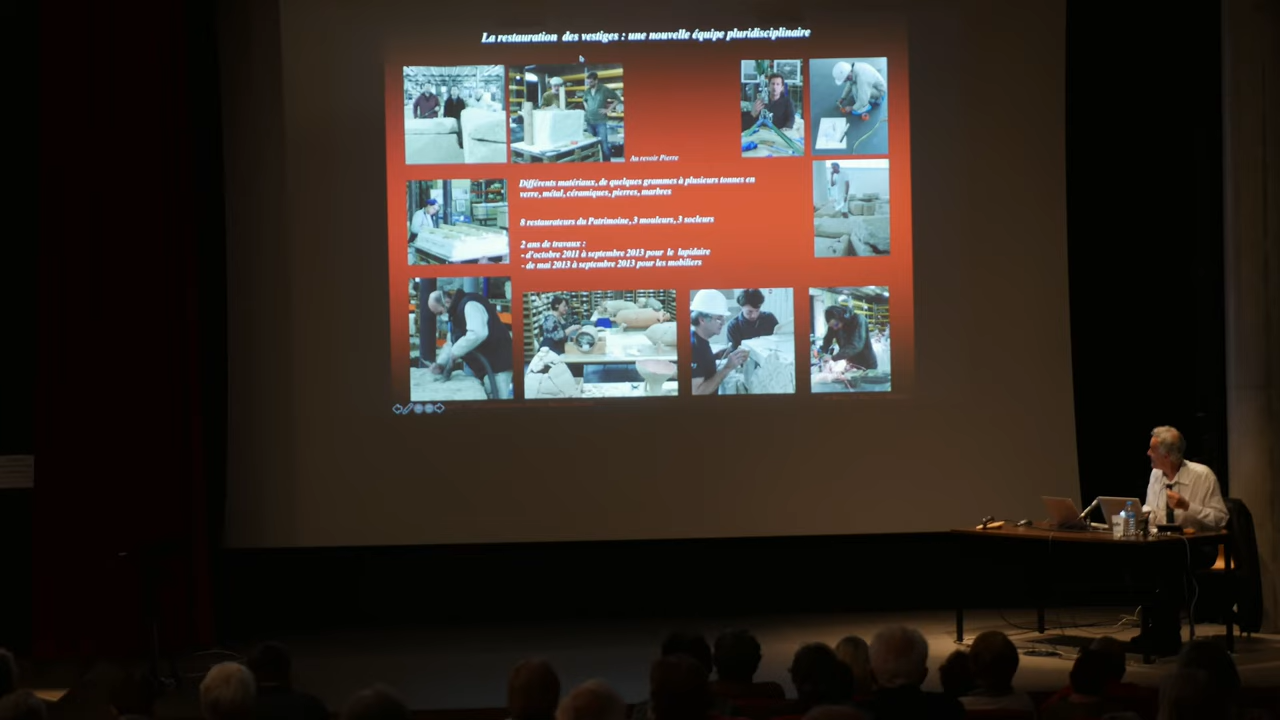 La restauration des vestiges : une nouvelle équipe pluridisciplinaire
Au revoir Pierre
Différents matériaux, de quelques grammes à plusieurs tonnes en
verre, métal, céramiques, pierres, marbres
8 restaurateurs du Patrimoine, 3 mouleurs, 3 socleurs
2 ans de travaux :
- d'octobre 2011 à septembre 2013 pour le lapidaire
- de mai 2013 à septembre 2013 pour les mobiliers